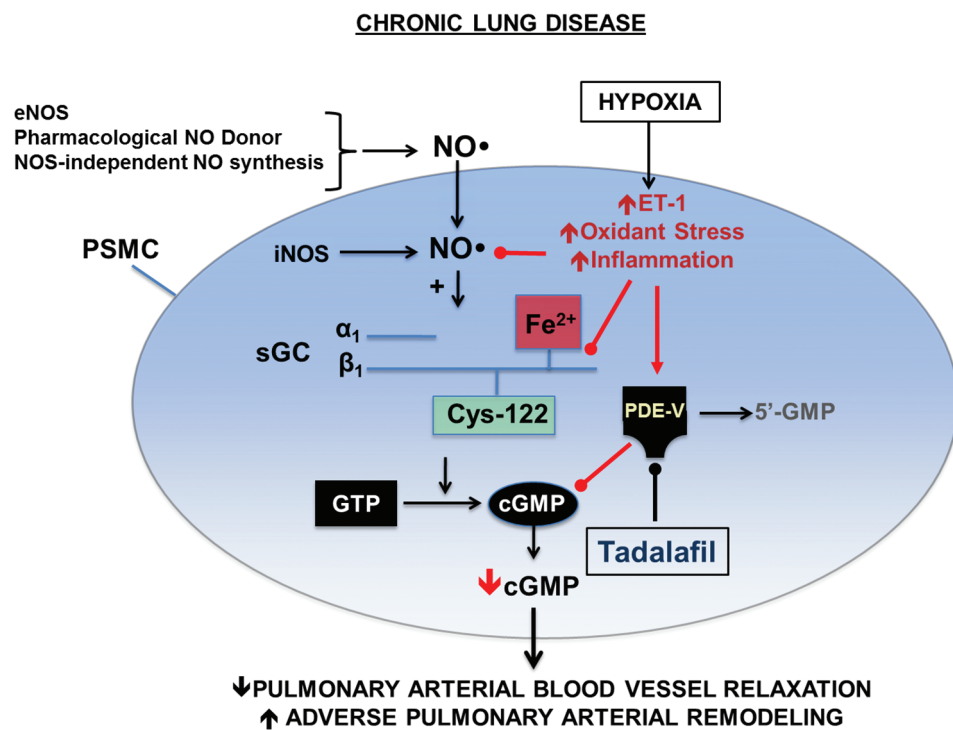 CHRONIC LUNG DISEASE
HYPOXIA
eNOS
Pharmacological NO Donor
NOS-independent NO synthesis
NO•
↑ET-1
↑Oxidant Stress
↑Inflammation
PSMC
iNOS
NO•
+
Fe²⁺
α₁
sGC
β₁
Cys-122
PDE-V
5’-GMP
GTP
cGMP
Tadalafil
↓cGMP
↓PULMONARY ARTERIAL BLOOD VESSEL RELAXATION
↑ ADVERSE PULMONARY ARTERIAL REMODELING